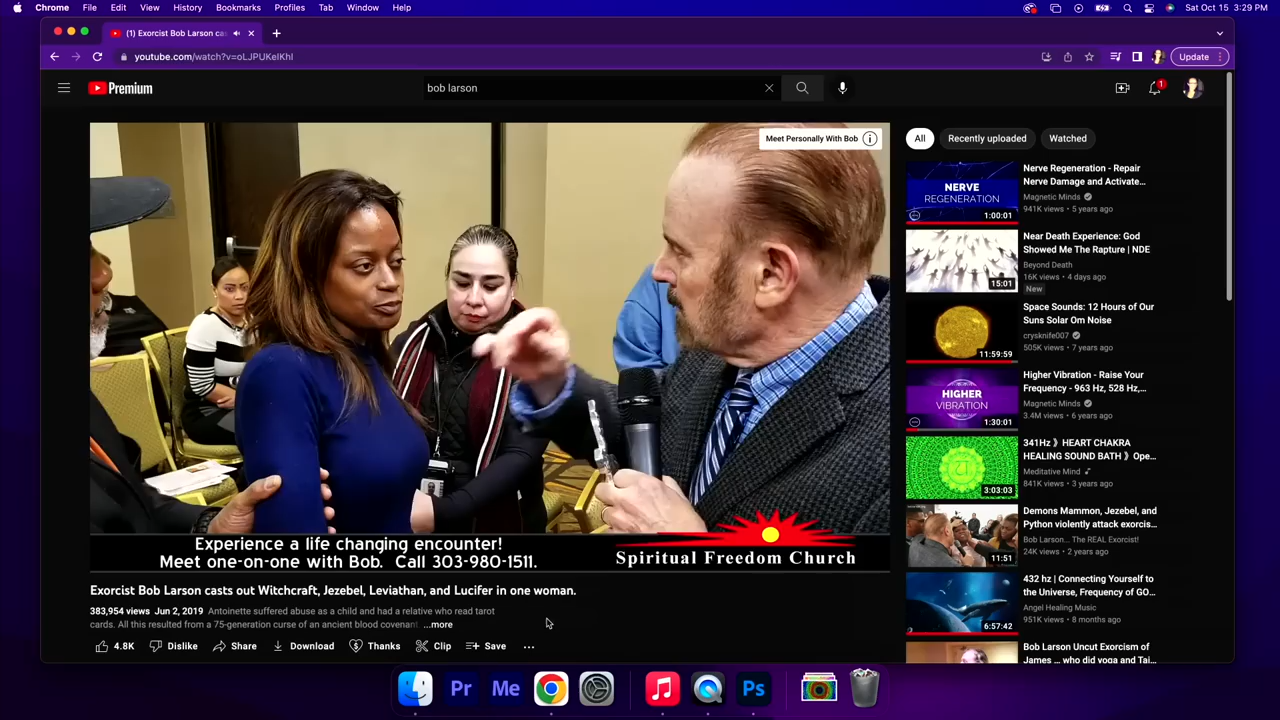 Chrome File Edit View History Bookmarks Profiles Tab Window Help
Sat Oct 15 3:29 PM
(1) Exorcist Bob Larson cas
youtube.com/watch?v=oLJPUKeIKhI
Update
Premium
bob larson
1
Meet Personally With Bob
Experience a life changing encounter!
Meet one-on-one with Bob. Call 303-980-1511.
Spiritual Freedom Church
Exorcist Bob Larson casts out Witchcraft, Jezebel, Leviathan, and Lucifer in one woman.
383,954 views Jun 2, 2019 Antoinette suffered abuse as a child and had a relative who read tarot
cards. All this resulted from a 75-generation curse of an ancient blood covenant ...more
4.8K Dislike Share Download Thanks Clip Save ...
All Recently uploaded Watched
NERVE
REGENERATION
1:00:01
Nerve Regeneration - Repair
Nerve Damage and Activate...
Magnetic Minds
941K views • 5 years ago
15:01
Near Death Experience: God
Showed Me The Rapture | NDE
Beyond Death
16K views • 4 days ago
New
11:59:59
Space Sounds: 12 Hours of Our
Suns Solar Om Noise
crysknife007
505K views • 7 years ago
HIGHER
VIBRATION
1:30:01
Higher Vibration - Raise Your
Frequency - 963 Hz, 528 Hz,...
Magnetic Minds
3.4M views • 6 years ago
3:03:03
341Hz 》HEART CHAKRA
HEALING SOUND BATH 》Ope...
Meditative Mind
841K views • 3 years ago
11:51
Demons Mammon, Jezebel, and
Python violently attack exorcis...
Bob Larson... The REAL Exorcist!
24K views • 2 years ago
6:57:42
432 hz | Connecting Yourself to
the Universe, Frequency of GO...
Angel Healing Music
951K views • 8 months ago
Bob Larson Uncut Exorcism of
James ... who did yoga and Tai...
Pr Me Ps